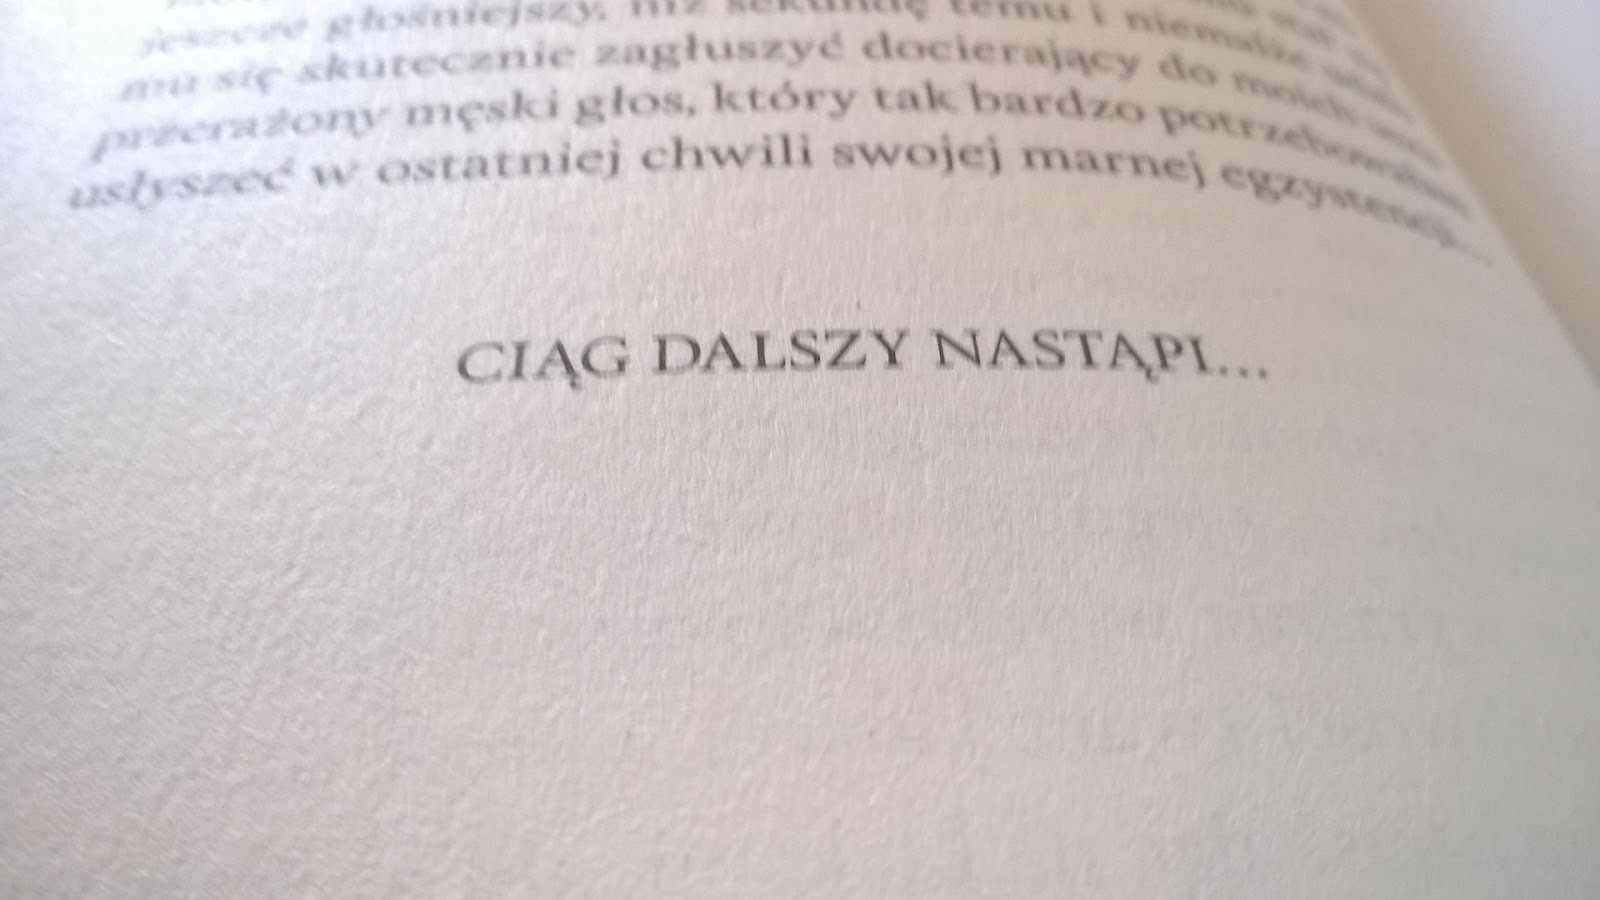 jeszcze głośniejszy, niż sekundę temu i niemalże
mu się skutecznie zagłuszyć docierający do moich
przerażony męski głos, który tak bardzo potrzebowałam
usłyszeć w ostatniej chwili swojej marnej egzystencji...
CIĄG DALSZY NASTĄPI...